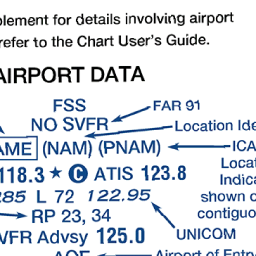 plement for details involving airport
refer to the Chart User's Guide.
AIRPORT DATA
FSS
FAR 91
NO SVFR
Location Ide
AME (NAM) (PNAM)
ICA
118.3 ★ C ATIS 123.8
Locat
Indica
285 L 72 122.95
shown o
contiguo
RP 23, 34
UNICOM
VFR Advsy 125.0
Airport of Entr